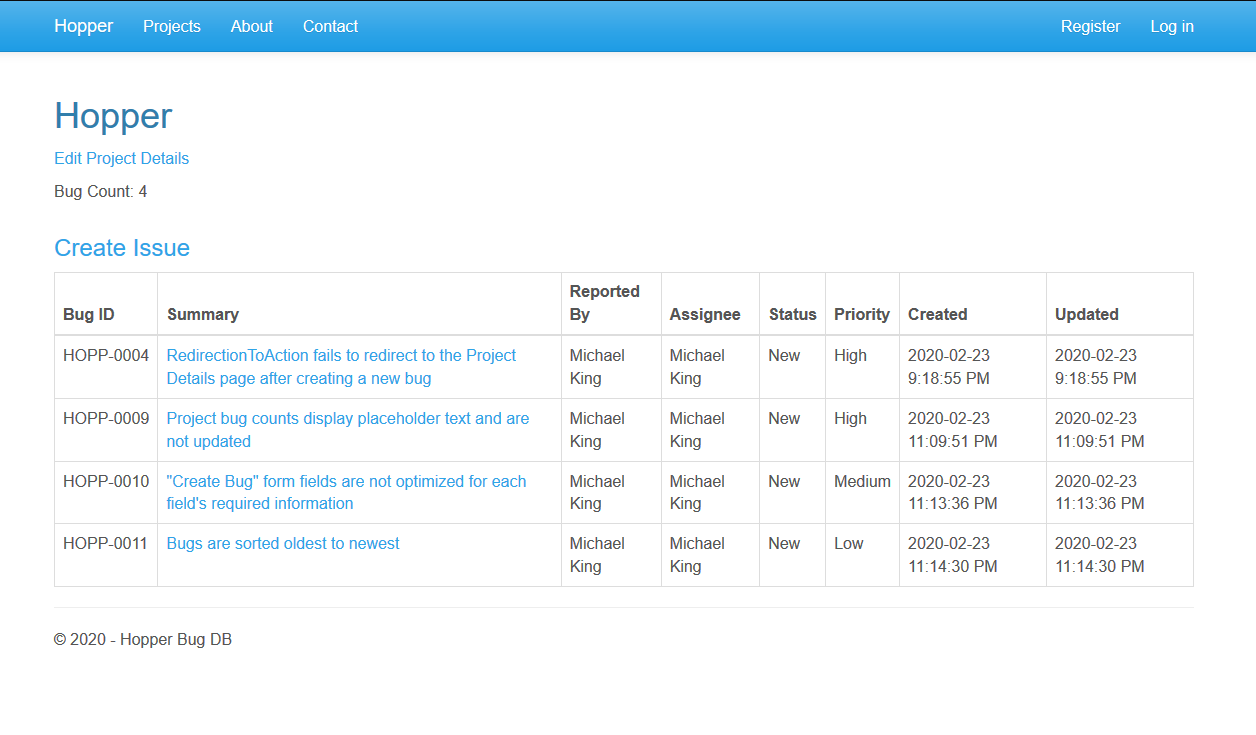 Hopper Projects About Contact Register Log in
Hopper
Edit Project Details
Bug Count: 4
Create Issue
Bug ID Summary Reported By Assignee Status Priority Created Updated
HOPP-0004 RedirectionToAction fails to redirect to the Project Michael Michael New High 2020-02-23 2020-02-23
Details page after creating a new bug King King 9:18:55 PM 9:18:55 PM
HOPP-0009 Project bug counts display placeholder text and are Michael Michael New High 2020-02-23 2020-02-23
not updated King King 11:09:51 PM 11:09:51 PM
HOPP-0010 "Create Bug" form fields are not optimized for each Michael Michael New Medium 2020-02-23 2020-02-23
field's required information King King 11:13:36 PM 11:13:36 PM
HOPP-0011 Bugs are sorted oldest to newest Michael Michael New Low 2020-02-23 2020-02-23
King King 11:14:30 PM 11:14:30 PM
© 2020 - Hopper Bug DB